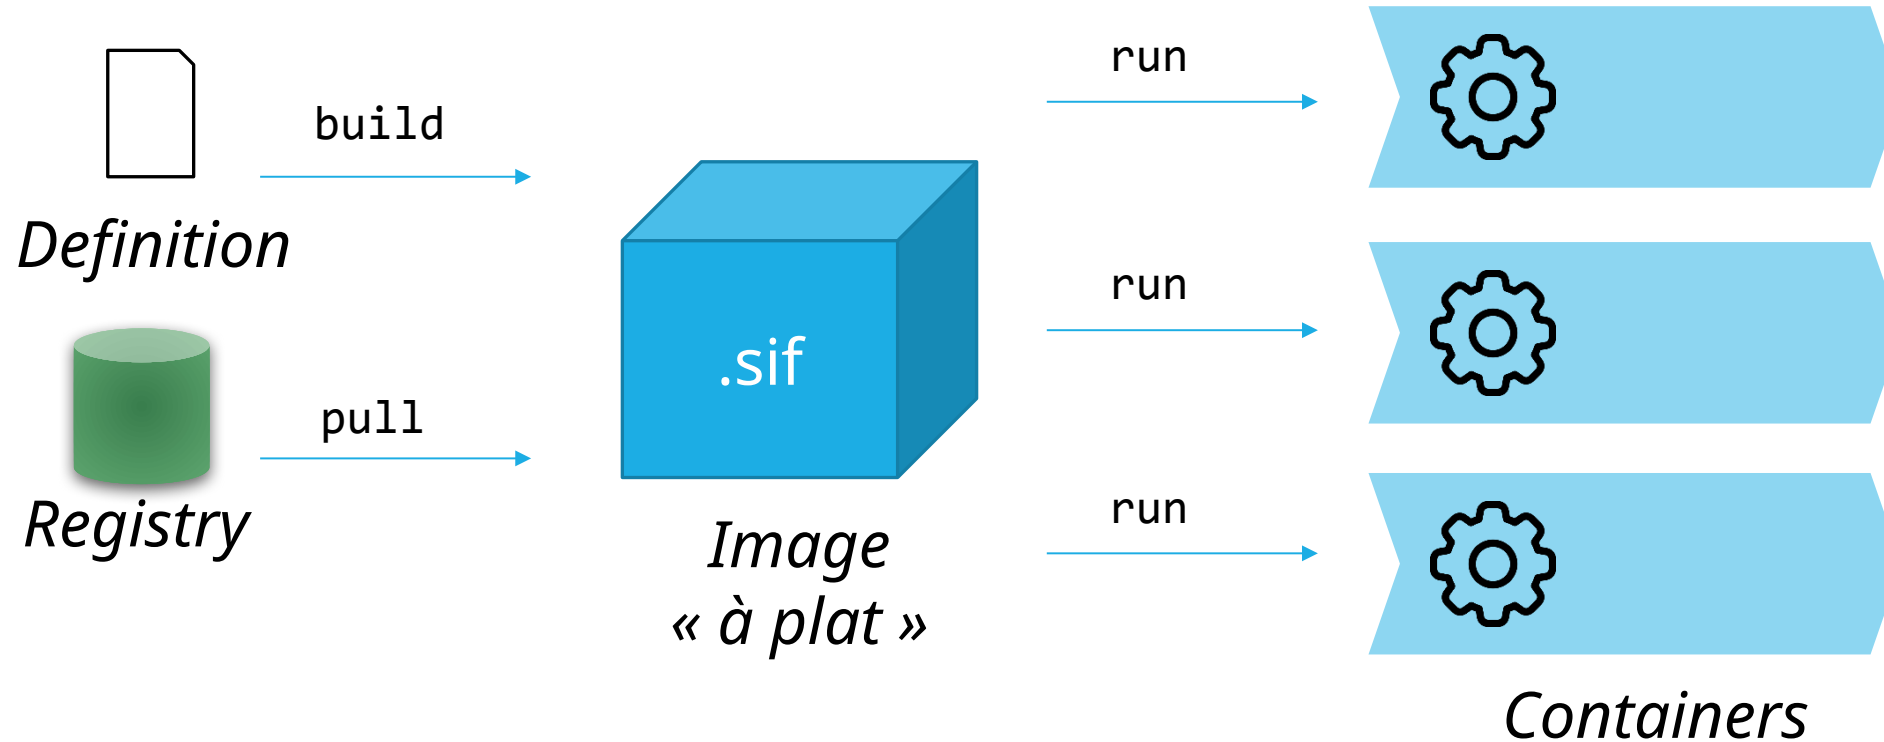 build
Definition
pull
Registry
.sif
Image
« à plat »
run
run
run
Containers